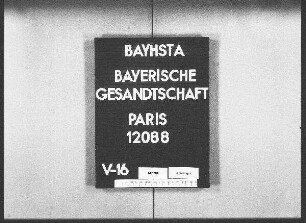 BAYHSTA
BAYERISCHE
GESANDTSCHAFT
PARIS
12088
V-16